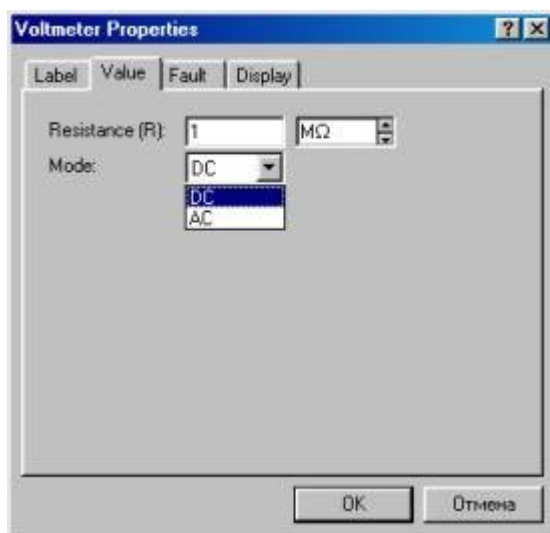 Voltmeter Properties
Label Value Fault Display
Resistance (R): 1 MΩ
Mode: DC
DC
AC
OK Отмена